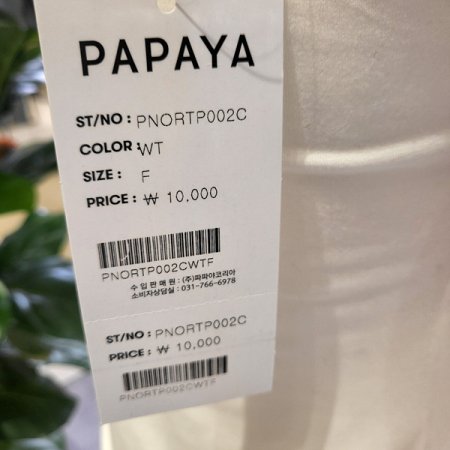 PAPAYA
ST/NO : PNORTP002C
COLOR : WT
SIZE : F
PRICE : ₩ 10,000
PNORTP002CWTF
수 입 판 매 원 : (주)파파야코리아
소비자상담실 : 031-766-6978
ST/NO : PNORTP002C
PRICE : ₩ 10,000
PNORTP002CWTF